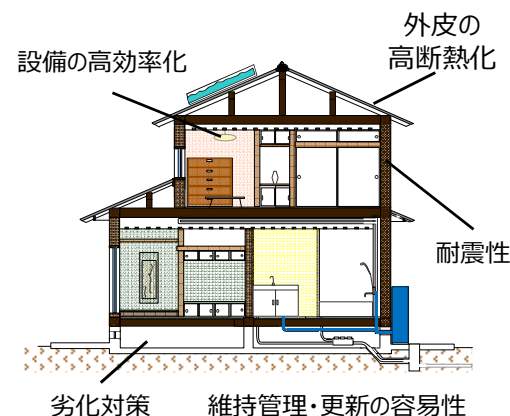 外皮の
高断熱化
設備の高効率化
耐震性
劣化対策
維持管理・更新の容易性